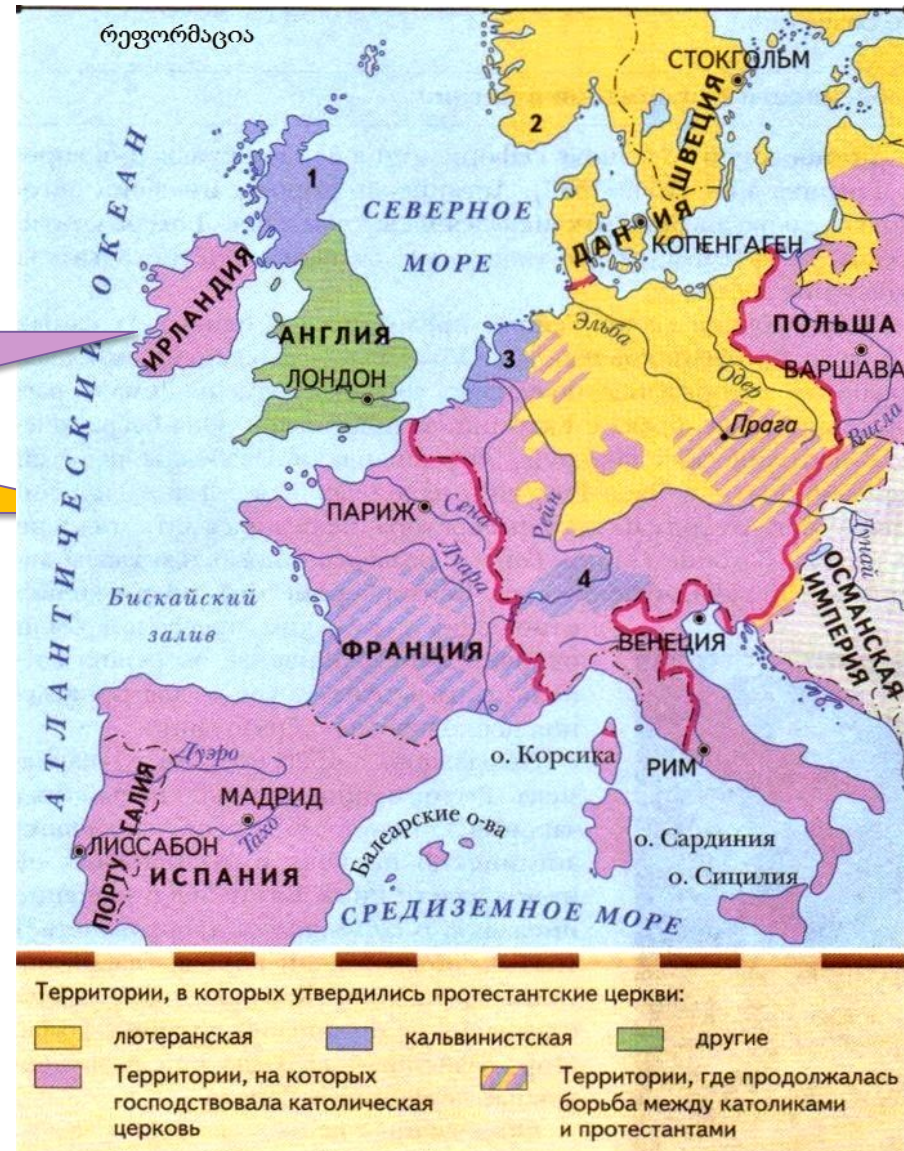 რეფორმაცია
СТОКГОЛЬМ
ШВЕЦИЯ
2
1
СЕВЕРНОЕ
МОРЕ
ДАНИЯ
КОПЕНГАГЕН
АТЛАНТИЧЕСКИЙ ОКЕАН
ИРЛАНДИЯ
АНГЛИЯ
ЛОНДОН
3
Эльба
Одер
ПОЛЬША
ВАРШАВА
Висла
Прага
ПАРИЖ
Сена
Рейн
Луара
Дунай
4
Бискайский
залив
ФРАНЦИЯ
ВЕНЕЦИЯ
ОСМАНСКАЯ
ИМПЕРИЯ
о. Корсика
РИМ
Дуэро
МАДРИД
Тахо
ПОРТУГАЛИЯ
ЛИССАБОН
ИСПАНИЯ
Балеарские о-ва
о. Сардиния
о. Сицилия
СРЕДИЗЕМНОЕ МОРЕ
Территории, в которых утвердились протестантские церкви:
лютеранская
кальвинистская
другие
Территории, на которых
господствовала католическая
церковь
Территории, где продолжалась
борьба между католиками
и протестантами